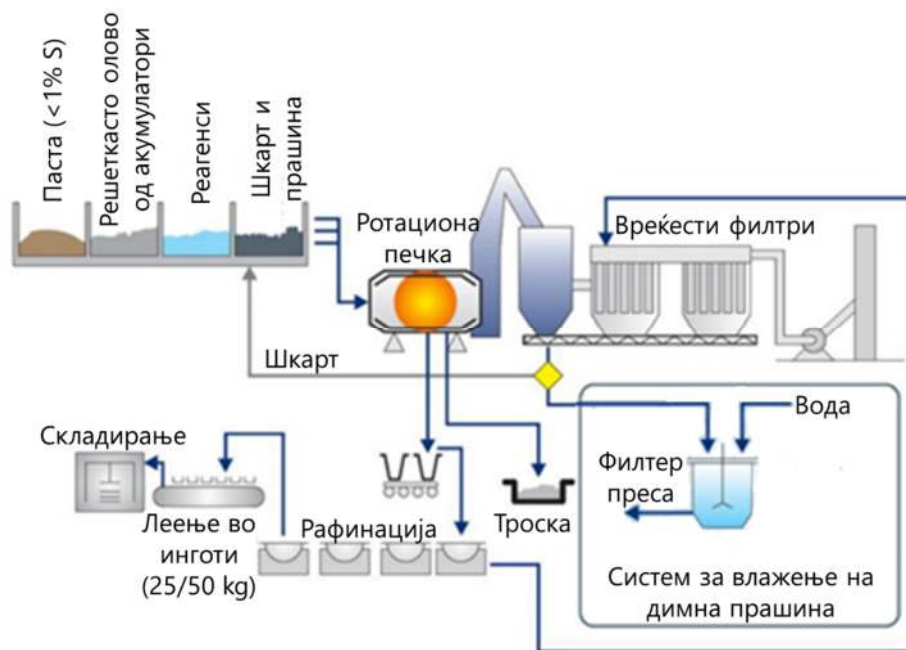 Паста (<1% S)
Решеткасто олово
од акумулатори
Реагенси
Шкарт и
прашина
Ротациона
печка
Вреќести филтри
Шкарт
Складирање
Леење во
инготи
(25/50 kg)
Рафинација
Троска
Вода
Филтер
преса
Систем за влажење на
димна прашина